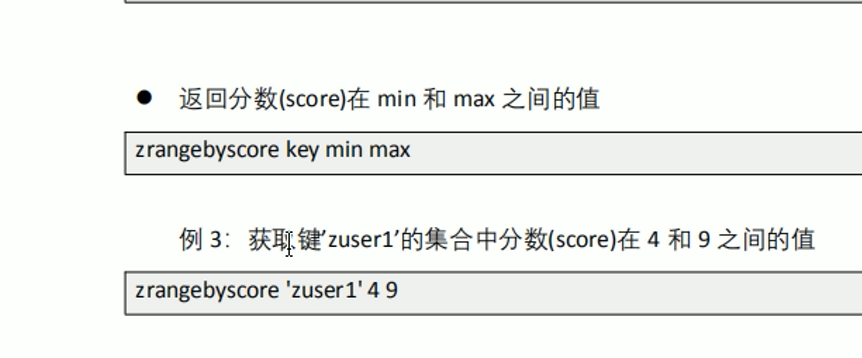 ● 返回分数(score)在 min 和 max 之间的值
zrangebyscore key min max
例 3：获取键'zuser1'的集合中分数(score)在 4 和 9 之间的值
zrangebyscore 'zuser1' 4 9